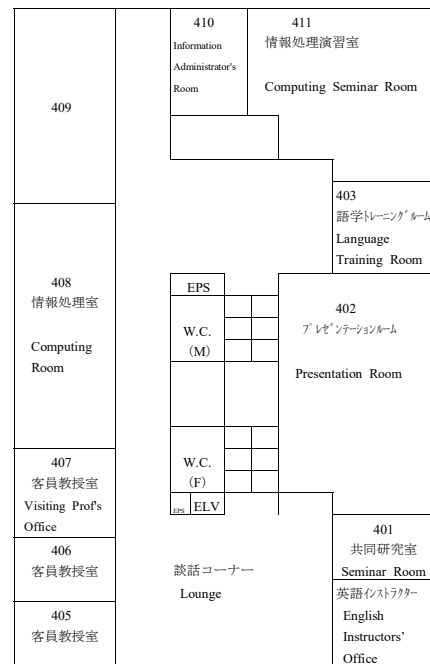 410
Information
Administrator's
Room
411
情報処理演習室
Computing Seminar Room
409
403
語学ﾄﾚｰﾆﾝｸﾞﾙｰﾑ
Language
Training Room
408
情報処理室
Computing
Room
EPS
W.C.
(M)
402
ﾌﾟﾚｾﾞﾝﾃｰｼｮﾝﾙｰﾑ
Presentation Room
407
客員教授室
Visiting Prof's
Office
W.C.
(F)
EPS ELV
401
共同研究室
Seminar Room
406
客員教授室
談話コーナー
Lounge
英語ｲﾝｽﾄﾗｸﾀｰ
English
Instructors'
Office
405
客員教授室